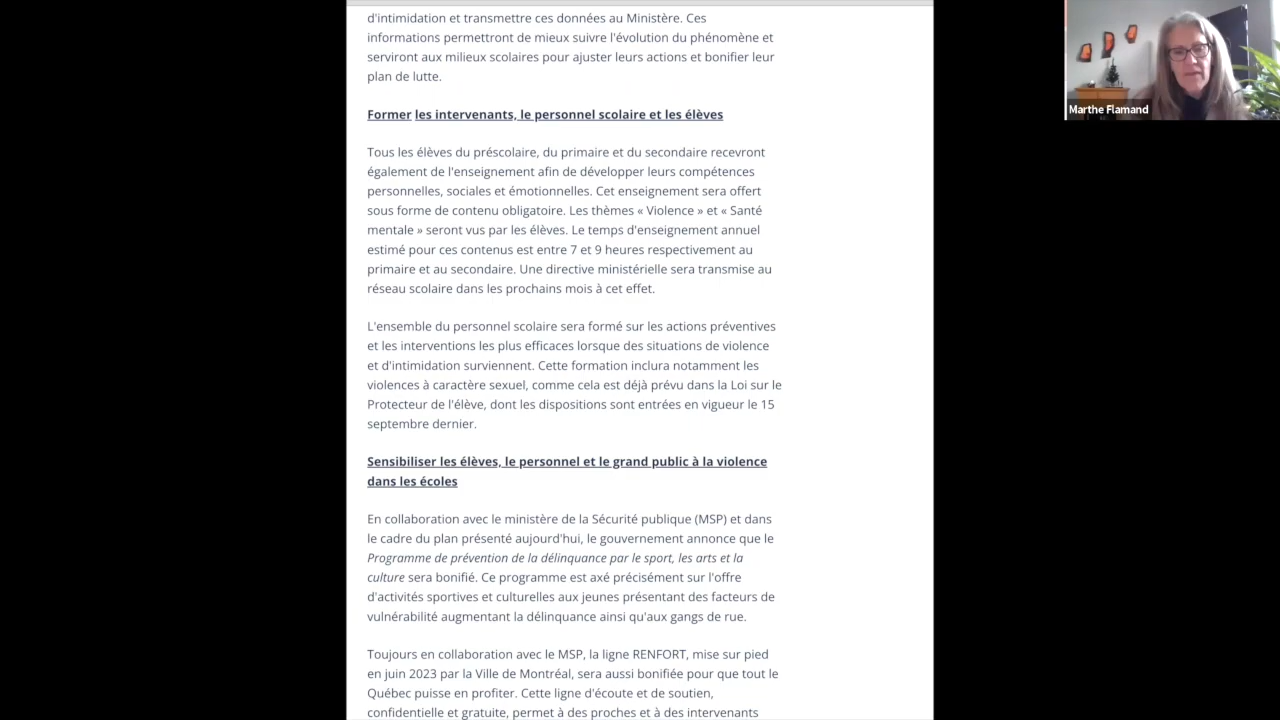 d'intimidation et transmettre ces données au Ministère. Ces
informations permettront de mieux suivre l'évolution du phénomène et
serviront aux milieux scolaires pour ajuster leurs actions et bonifier leur
plan de lutte.
Former les intervenants, le personnel scolaire et les élèves
Tous les élèves du préscolaire, du primaire et du secondaire recevront
également de l'enseignement afin de développer leurs compétences
personnelles, sociales et émotionnelles. Cet enseignement sera offert
sous forme de contenu obligatoire. Les thèmes « Violence » et « Santé
mentale » seront vus par les élèves. Le temps d'enseignement annuel
estimé pour ces contenus est entre 7 et 9 heures respectivement au
primaire et au secondaire. Une directive ministérielle sera transmise au
réseau scolaire dans les prochains mois à cet effet.
L'ensemble du personnel scolaire sera formé sur les actions préventives
et les interventions les plus efficaces lorsque des situations de violence
et d'intimidation surviennent. Cette formation inclura notamment les
violences à caractère sexuel, comme cela est déjà prévu dans la Loi sur le
Protecteur de l'élève, dont les dispositions sont entrées en vigueur le 15
septembre dernier.
Sensibiliser les élèves, le personnel et le grand public à la violence
dans les écoles
En collaboration avec le ministère de la Sécurité publique (MSP) et dans
le cadre du plan présenté aujourd'hui, le gouvernement annonce que le
Programme de prévention de la délinquance par le sport, les arts et la
culture sera bonifié. Ce programme est axé précisément sur l'offre
d'activités sportives et culturelles aux jeunes présentant des facteurs de
vulnérabilité augmentant la délinquance ainsi qu'aux gangs de rue.
Toujours en collaboration avec le MSP, la ligne RENFORT, mise sur pied
en juin 2023 par la Ville de Montréal, sera aussi bonifiée pour que tout le
Québec puisse en profiter. Cette ligne d'écoute et de soutien,
confidentielle et gratuite, permet à des proches et à des intervenants
Marthe Flamand